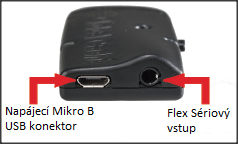 Napájecí Mikro B
USB konektor
Flex Sériový
vstup